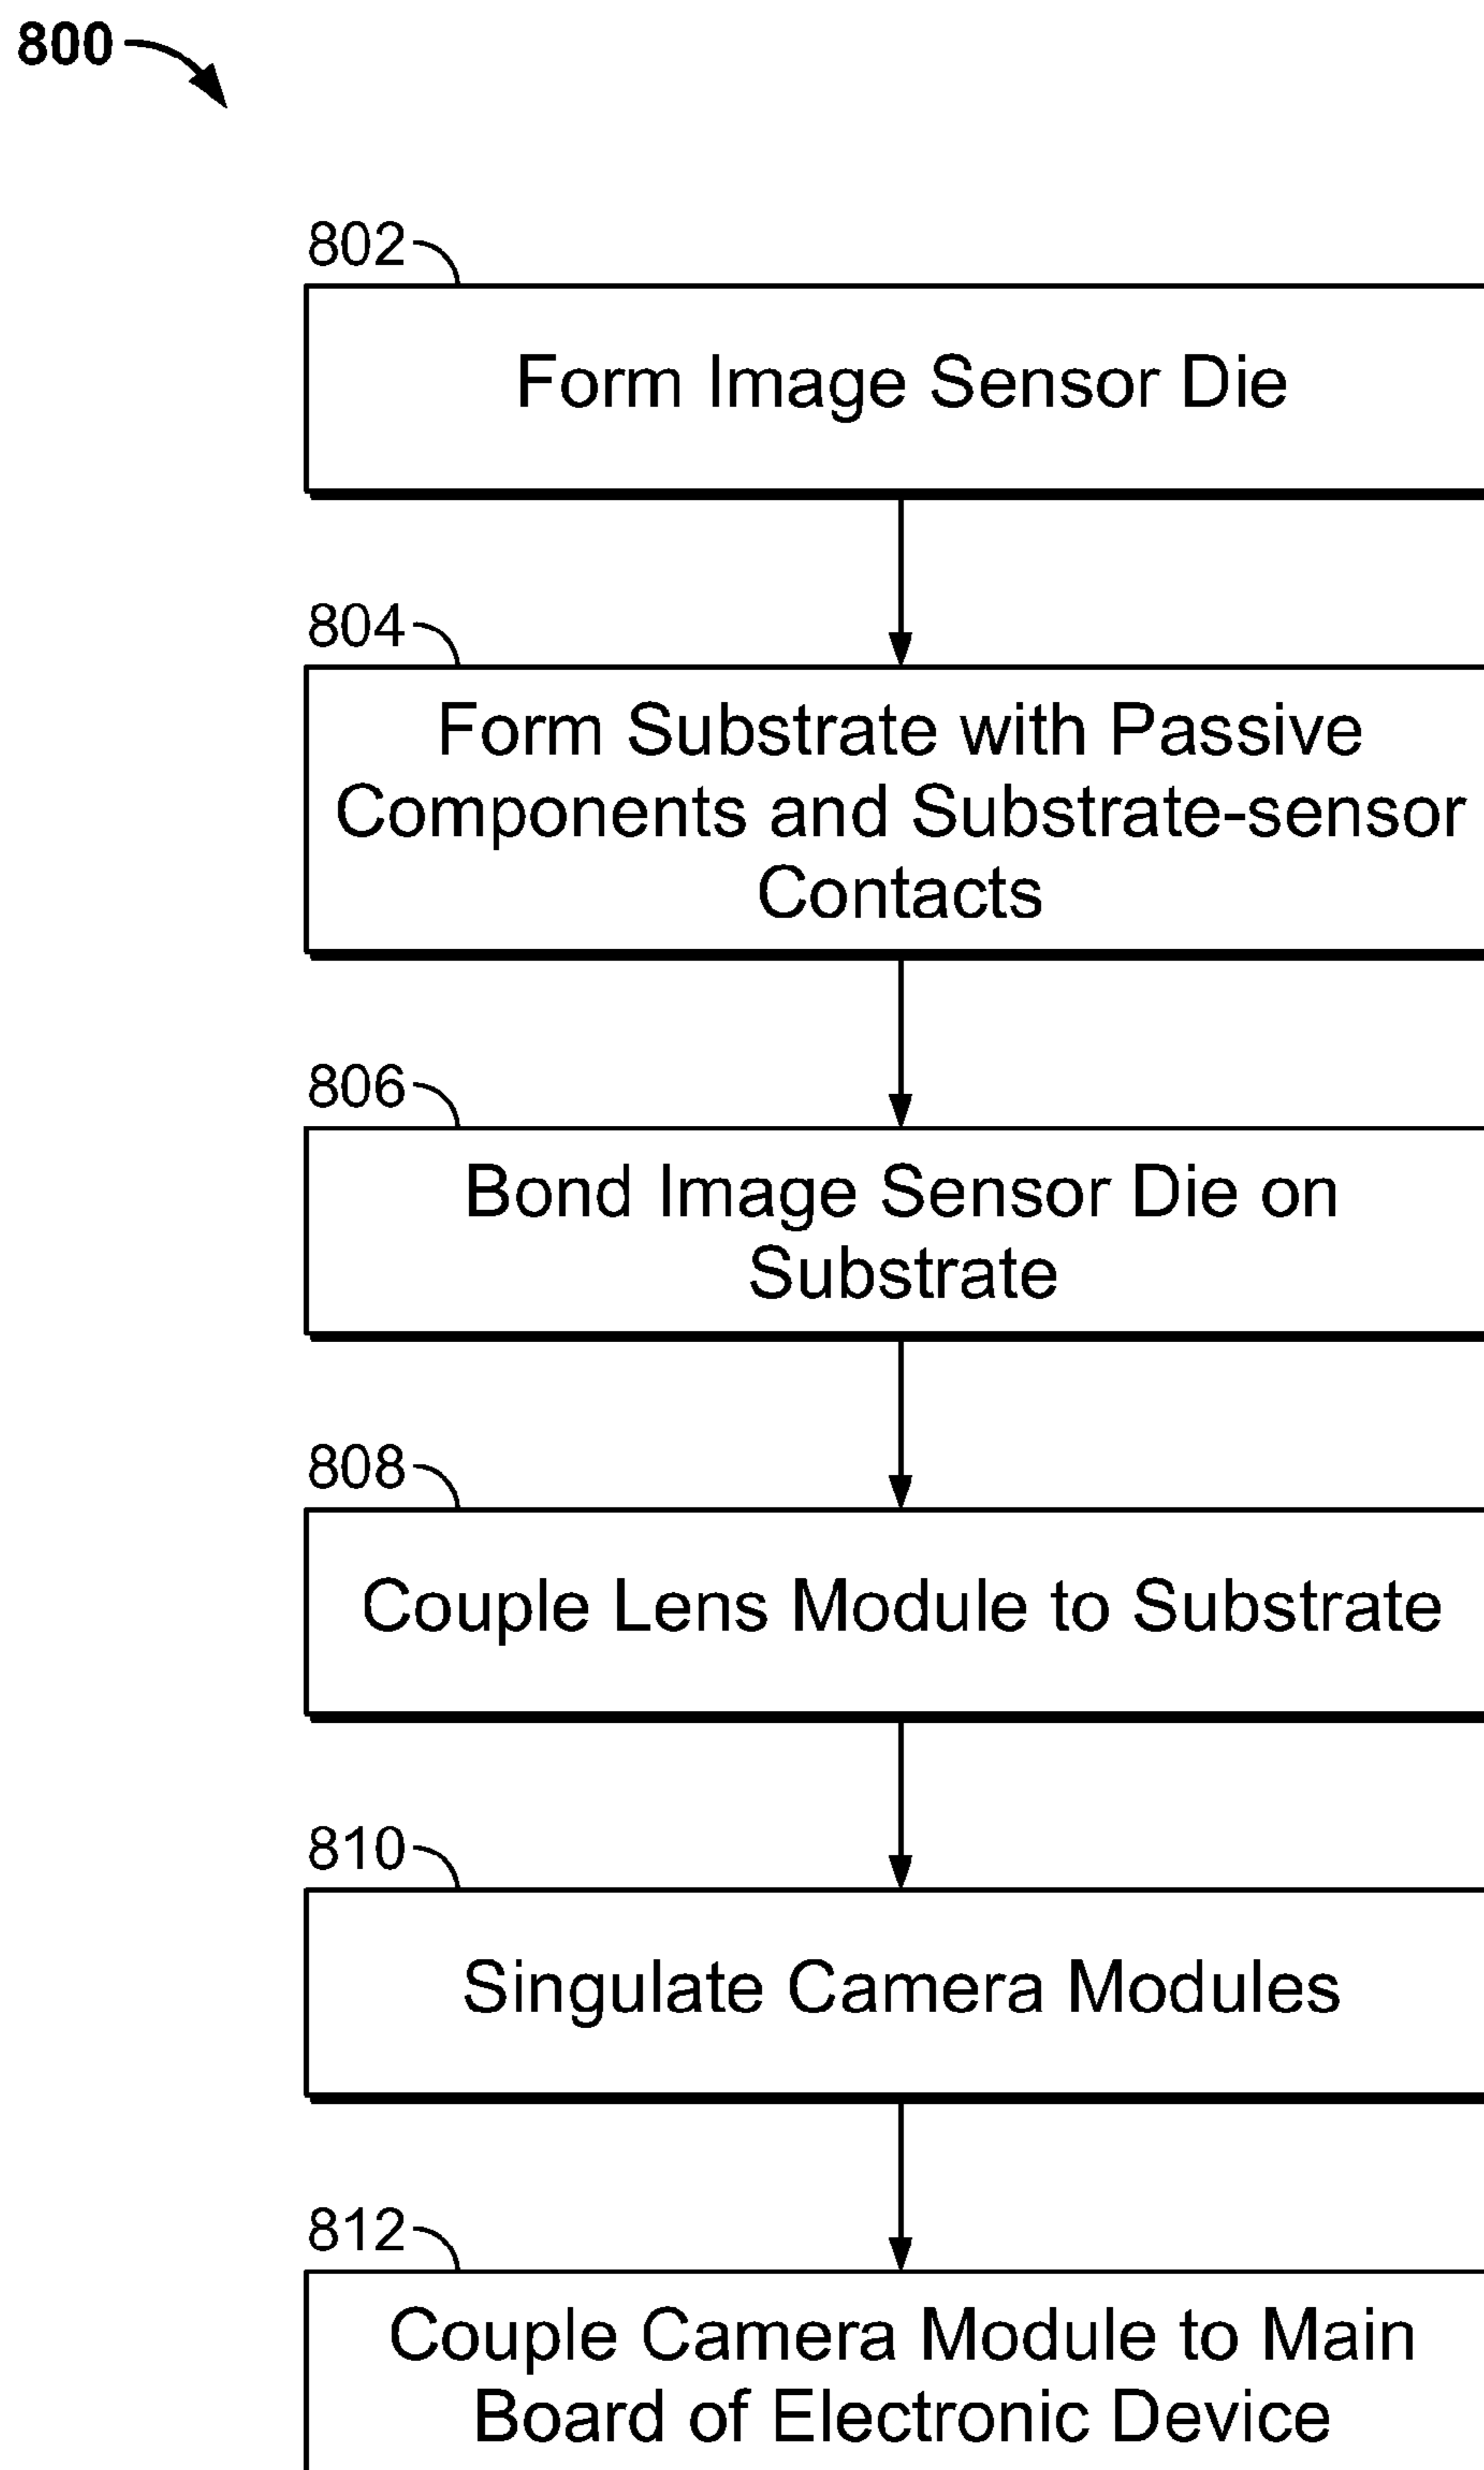 800
802
Form Image Sensor Die
804
Form Substrate with Passive
Components and Substrate-sensor
Contacts
806
Bond Image Sensor Die on
Substrate
808
Couple Lens Module to Substrate
810
Singulate Camera Modules
812
Couple Camera Module to Main
Board of Electronic Device